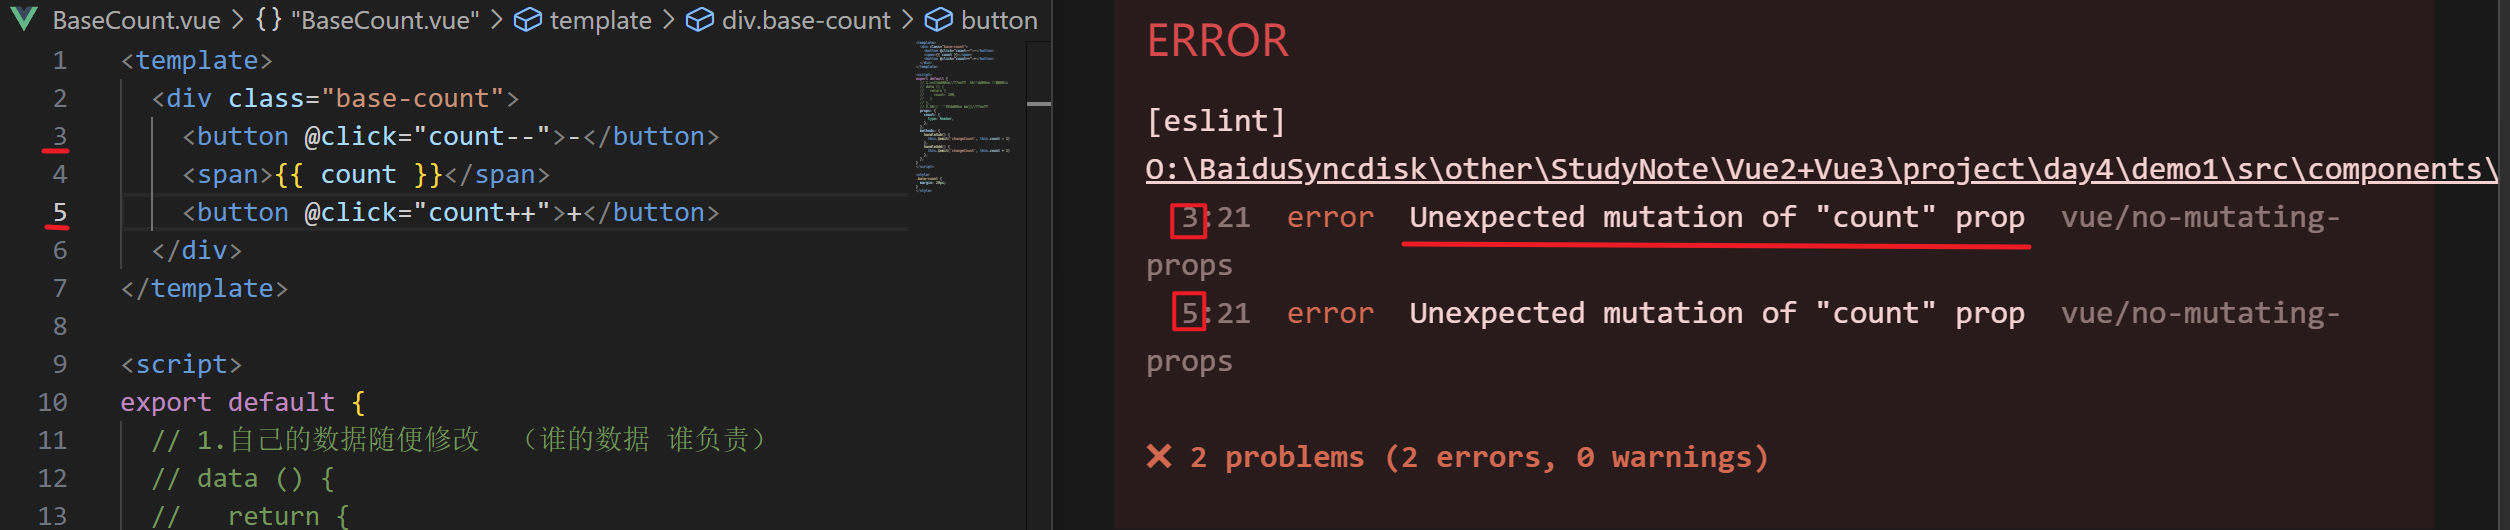 BaseCount.vue > {} "BaseCount.vue" > template > div.base-count > button
1 <template>
2 <div class="base-count">
3 <button @click="count--">-</button>
4 <span>{{ count }}</span>
5 <button @click="count++">+</button>
6 </div>
7 </template>
8
9 <script>
10 export default {
11 // 1.自己的数据随便修改 （谁的数据 谁负责）
12 // data () {
13 // return {
ERROR
[eslint]
O:\BaiduSyncdisk\other\StudyNote\Vue2+Vue3\project\day4\demo1\src\components\
3:21 error Unexpected mutation of "count" prop vue/no-mutating-
props
5:21 error Unexpected mutation of "count" prop vue/no-mutating-
props
✕ 2 problems (2 errors, 0 warnings)